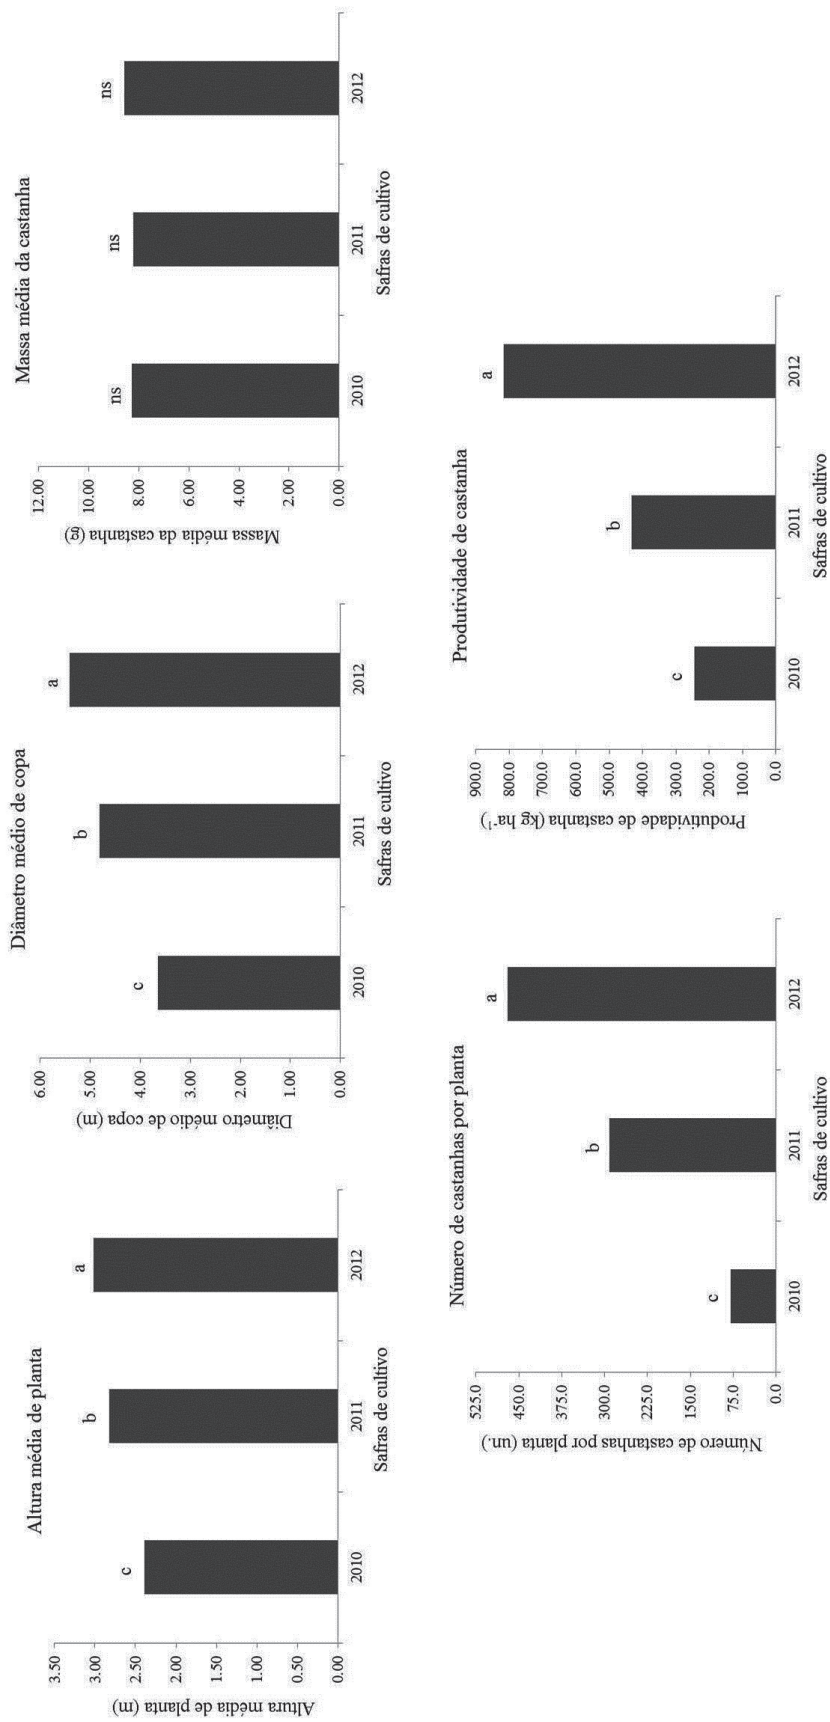 Altura média de planta
Altura média de planta (m)
3.50
3.00
2.50
2.00
1.50
1.00
0.50
0.00
c
b
a
2010
2011
2012
Safras de cultivo
Diâmetro médio de copa
Diâmetro médio de copa (m)
6.00
5.00
4.00
3.00
2.00
1.00
0.00
c
b
a
2010
2011
2012
Safras de cultivo
Massa média da castanha
Massa média da castanha (g)
12.00
10.00
8.00
6.00
4.00
2.00
0.00
ns
ns
ns
2010
2011
2012
Safras de cultivo
Número de castanhas por planta
Número de castanhas por planta (un.)
525.0
450.0
375.0
300.0
225.0
150.0
75.0
0.0
c
b
a
2010
2011
2012
Safras de cultivo
Produtividade de castanha
Produtividade de castanha (kg ha⁻¹)
900.0
800.0
700.0
600.0
500.0
400.0
300.0
200.0
100.0
0.0
c
b
a
2010
2011
2012
Safras de cultivo